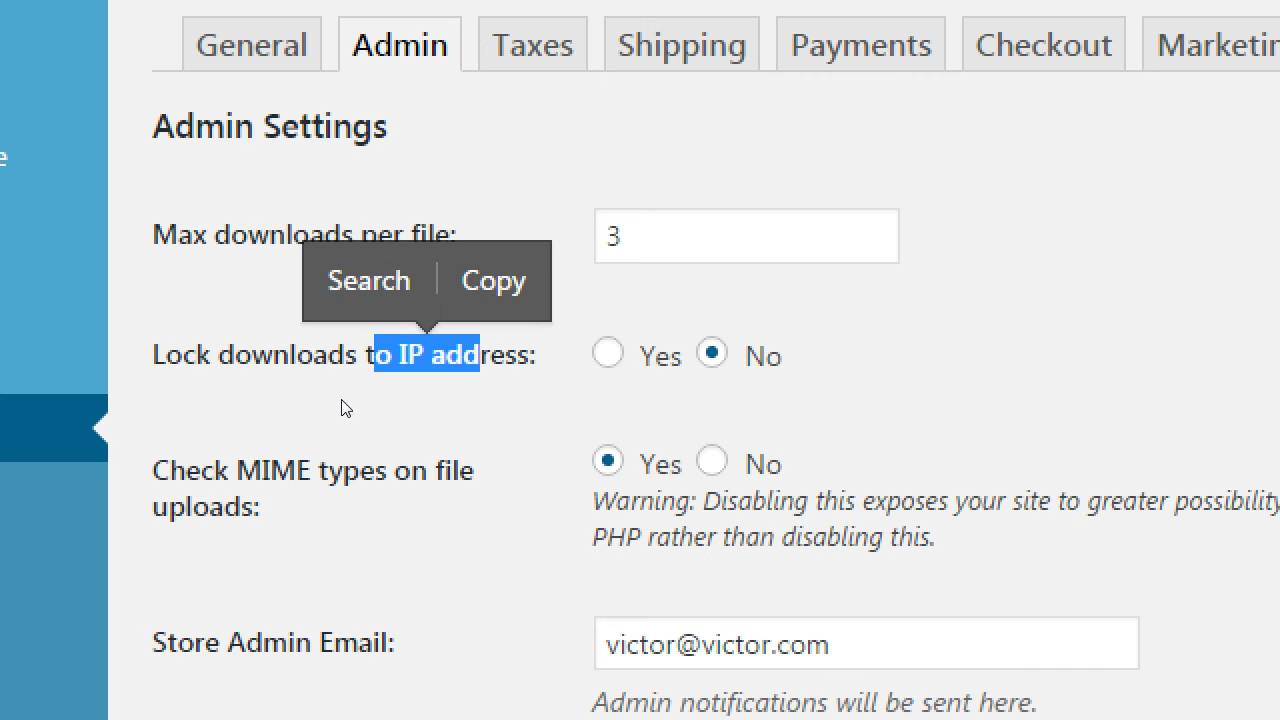 General Admin Taxes Shipping Payments Checkout Marketin
e
Admin Settings
Max downloads per file: 3
Search Copy
Lock downloads to IP address: Yes No
Check MIME types on file Yes No
uploads:
Warning: Disabling this exposes your site to greater possibility
PHP rather than disabling this.
Store Admin Email: victor@victor.com
Admin notifications will be sent here.